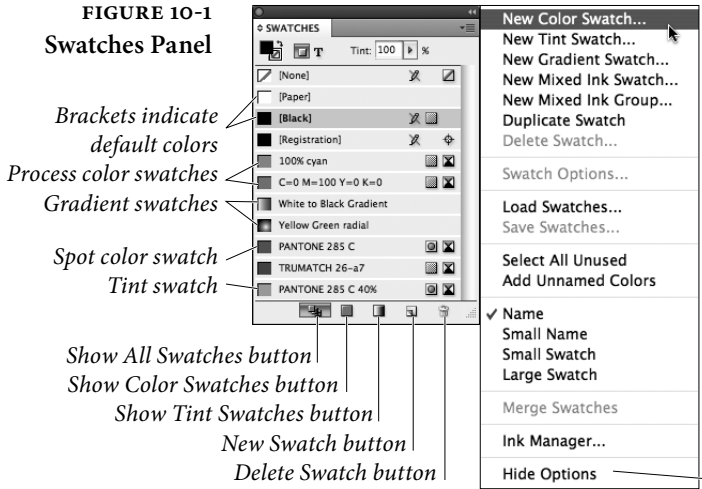 FIGURE 10-1
Swatches Panel
Brackets indicate
default colors
Process color swatches
Gradient swatches
Spot color swatch
Tint swatch
SWATCHES
T Tint: 100 %
[None]
[Paper]
[Black]
[Registration]
100% cyan
C=0 M=100 Y=0 K=0
White to Black Gradient
Yellow Green radial
PANTONE 285 C
TRUMATCH 26-a7
PANTONE 285 C 40%
Show All Swatches button
Show Color Swatches button
Show Tint Swatches button
New Swatch button
Delete Swatch button
New Color Swatch...
New Tint Swatch...
New Gradient Swatch...
New Mixed Ink Swatch...
New Mixed Ink Group...
Duplicate Swatch
Delete Swatch...
Swatch Options...
Load Swatches...
Save Swatches...
Select All Unused
Add Unnamed Colors
✓ Name
Small Name
Small Swatch
Large Swatch
Merge Swatches
Ink Manager...
Hide Options